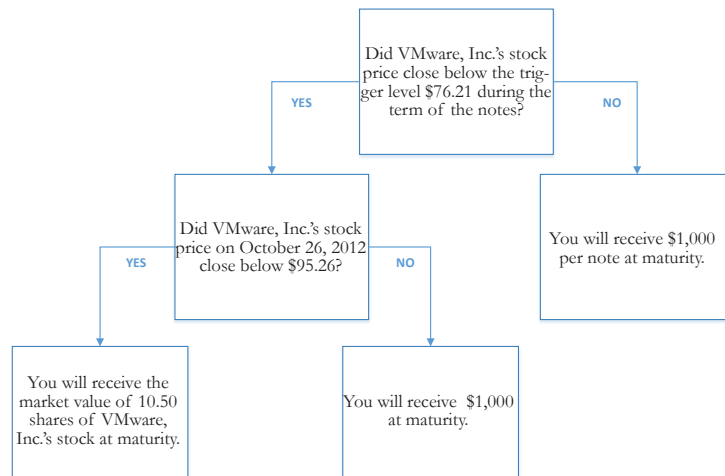 Did VMware, Inc.'s stock
price close below the trig-
ger level $76.21 during the
term of the notes?
YES
NO
Did VMware, Inc.'s stock
price on October 26, 2012
close below $95.26?
You will receive $1,000
per note at maturity.
YES
NO
You will receive the
market value of 10.50
shares of VMware,
Inc.'s stock at maturity.
You will receive $1,000
at maturity.